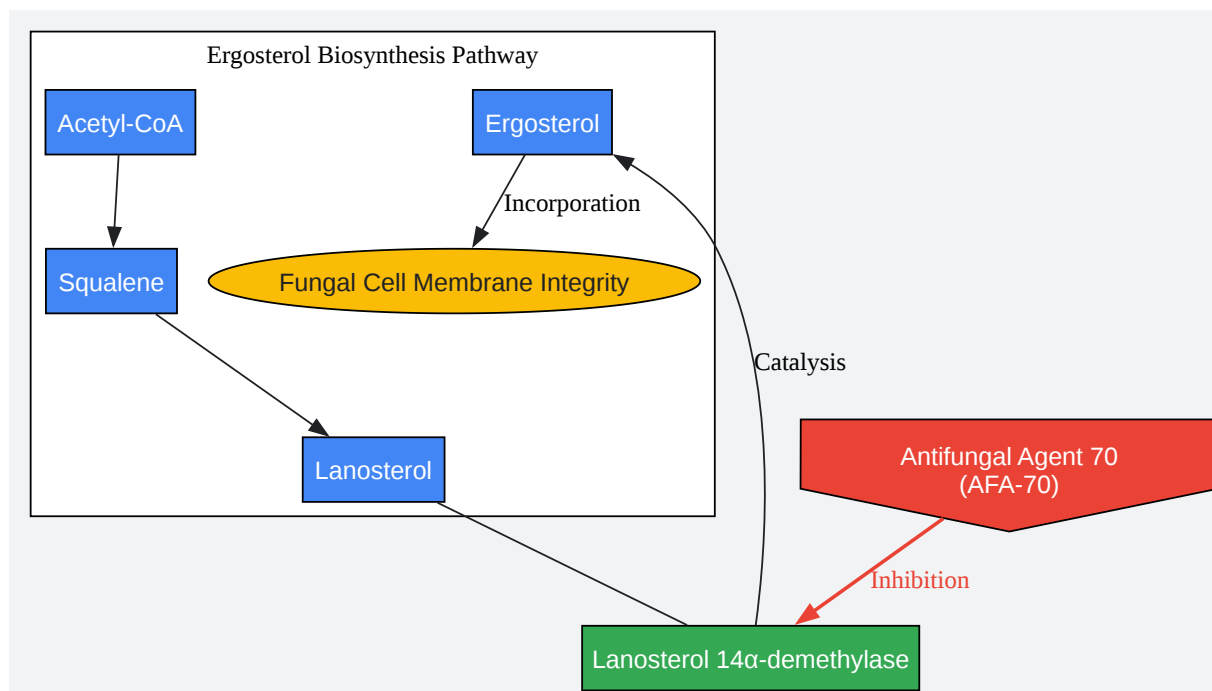 Ergosterol Biosynthesis Pathway
Acetyl-CoA
Ergosterol
Incorporation
Squalene
Fungal Cell Membrane Integrity
Catalysis
Lanosterol
Antifungal Agent 70
(AFA-70)
Inhibition
Lanosterol 14α-demethylase